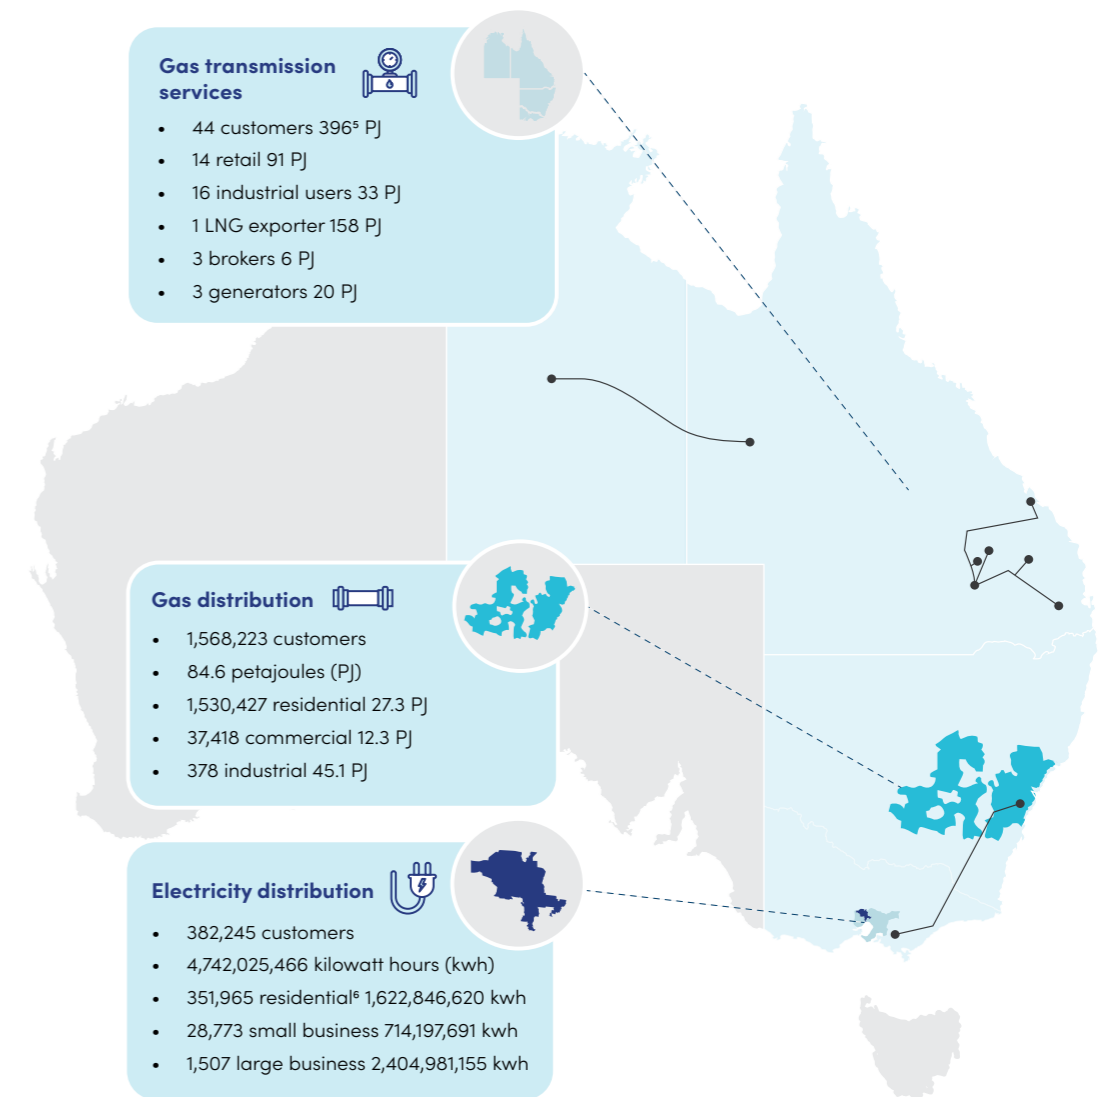 Gas transmission
services
• 44 customers 396⁵ PJ
• 14 retail 91 PJ
• 16 industrial users 33 PJ
• 1 LNG exporter 158 PJ
• 3 brokers 6 PJ
• 3 generators 20 PJ
Gas distribution
• 1,568,223 customers
• 84.6 petajoules (PJ)
• 1,530,427 residential 27.3 PJ
• 37,418 commercial 12.3 PJ
• 378 industrial 45.1 PJ
Electricity distribution
• 382,245 customers
• 4,742,025,466 kilowatt hours (kwh)
• 351,965 residential⁶ 1,622,846,620 kwh
• 28,773 small business 714,197,691 kwh
• 1,507 large business 2,404,981,155 kwh